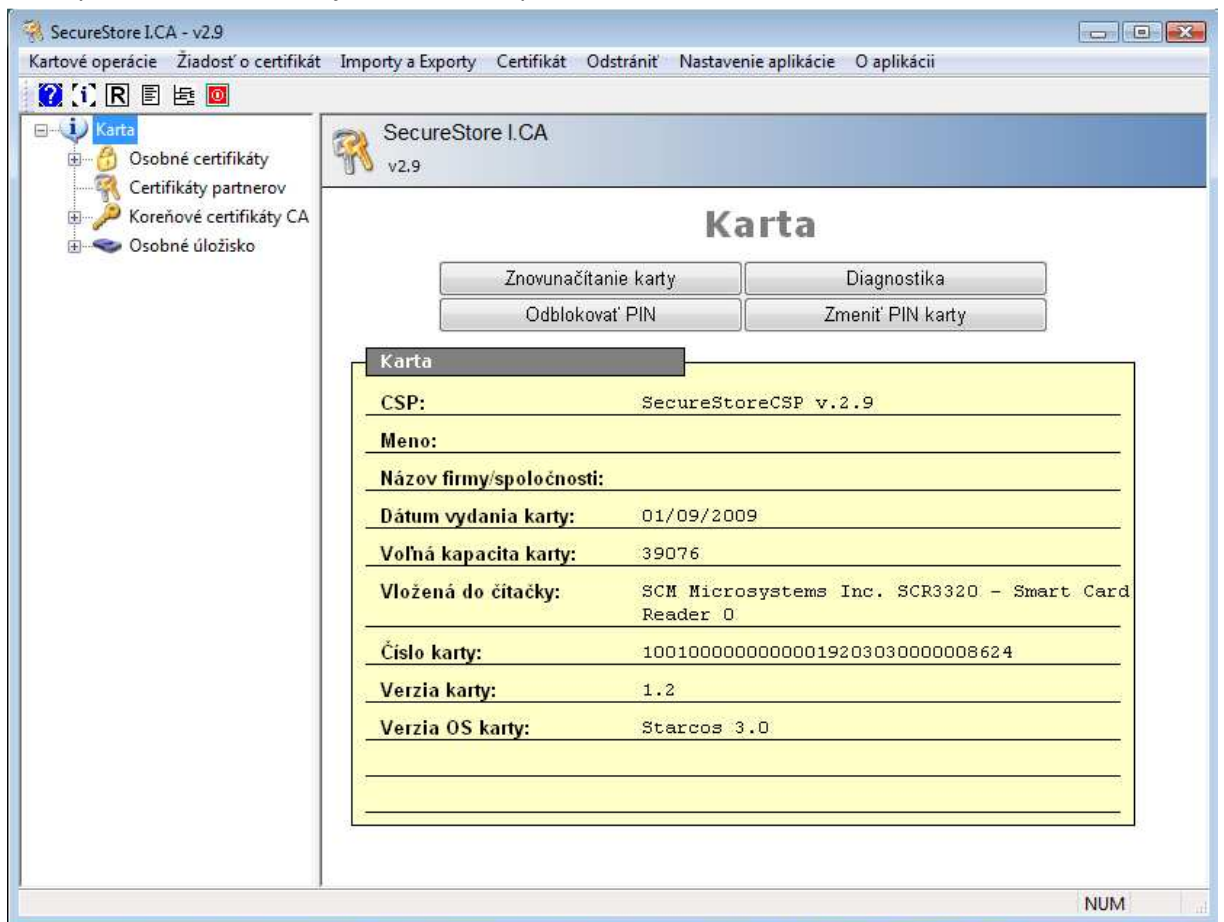 SecureStore I.CA - v2.9
Kartové operácie Žiadosť o certifikát Importy a Exporty Certifikát Odstrániť Nastavenie aplikácie O aplikácii
Karta
Osobné certifikáty
Certifikáty partnerov
Koreňové certifikáty CA
Osobné úložisko
SecureStore I.CA
v2.9
Karta
Znovunačítanie karty Diagnostika
Odblokovať PIN Zmeniť PIN karty
Karta
CSP: SecureStoreCSP v.2.9
Meno:
Názov firmy/spoločnosti:
Dátum vydania karty: 01/09/2009
Voľná kapacita karty: 39076
Vložená do čítačky: SCM Microsystems Inc. SCR3320 - Smart Card
Reader 0
Číslo karty: 1001000000000019203030000008624
Verzia karty: 1.2
Verzia OS karty: Starcos 3.0
NUM